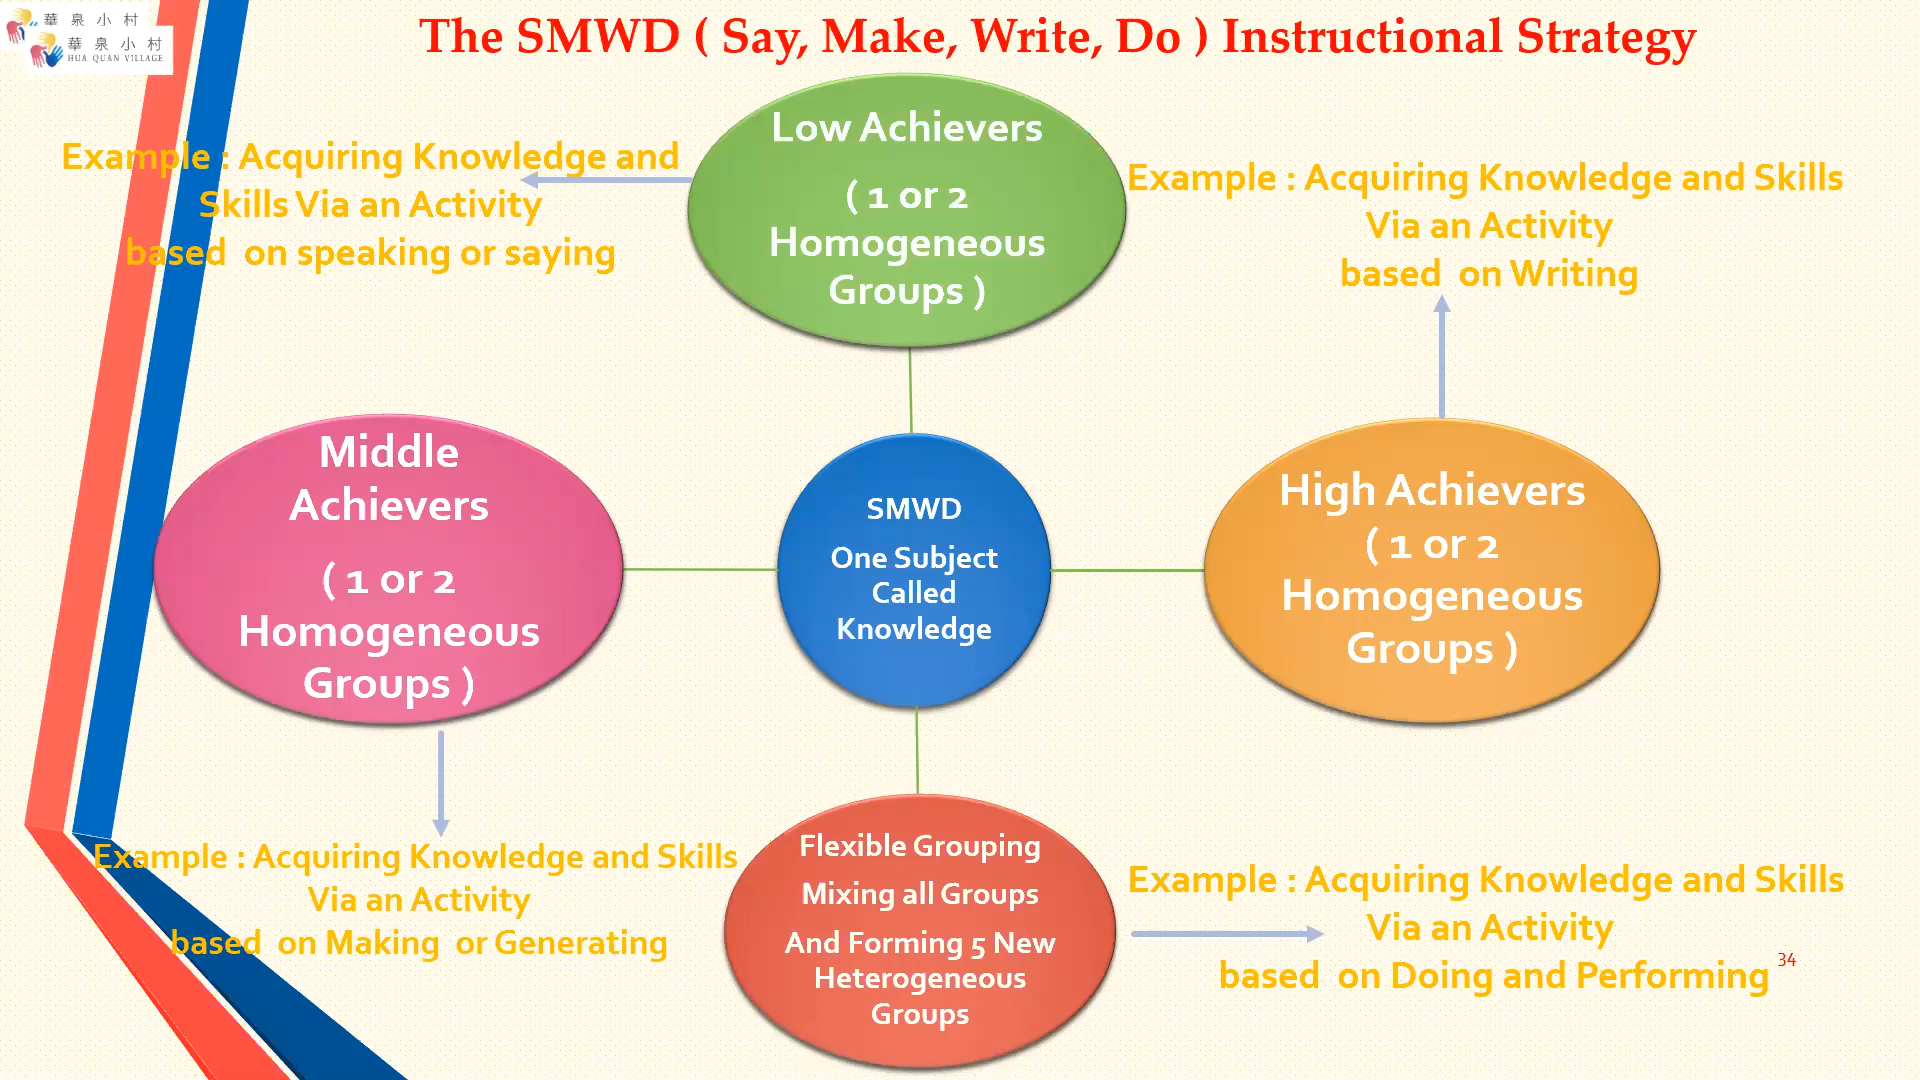 華 泉 小 村
華 泉 小 村
HUA QUAN VILLAGE
The SMWD ( Say, Make, Write, Do ) Instructional Strategy
Low Achievers
( 1 or 2
Homogeneous
Groups )
Example : Acquiring Knowledge and
Skills Via an Activity
based on speaking or saying
Example : Acquiring Knowledge and Skills
Via an Activity
based on Writing
Middle
Achievers
( 1 or 2
Homogeneous
Groups )
SMWD
One Subject
Called
Knowledge
High Achievers
( 1 or 2
Homogeneous
Groups )
Example : Acquiring Knowledge and Skills
Via an Activity
based on Making or Generating
Flexible Grouping
Mixing all Groups
And Forming 5 New
Heterogeneous
Groups
Example : Acquiring Knowledge and Skills
Via an Activity
based on Doing and Performing
34